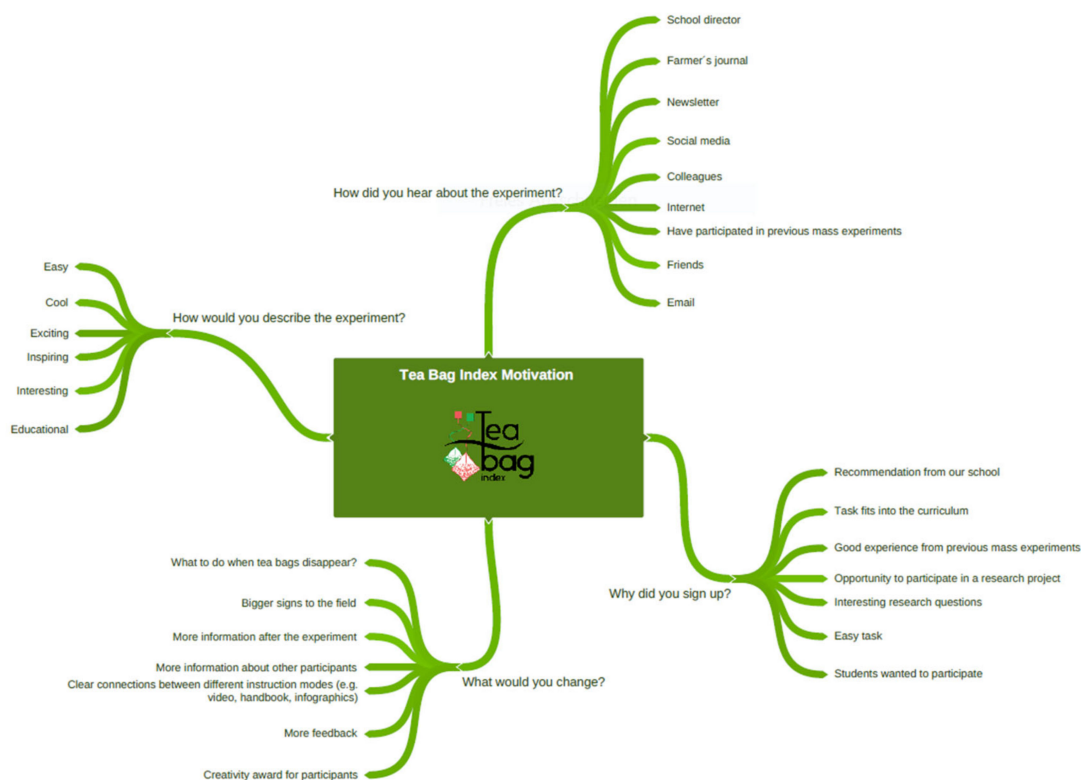 School director
Farmer´s journal
Newsletter
Social media
Colleagues
How did you hear about the experiment?
Internet
Have participated in previous mass experiments
Friends
Email
Easy
Cool
How would you describe the experiment?
Exciting
Inspiring
Interesting
Educational
Tea Bag Index Motivation
Tea
bag
index
Recommendation from our school
Task fits into the curriculum
Good experience from previous mass experiments
Opportunity to participate in a research project
Why did you sign up?
Interesting research questions
Easy task
Students wanted to participate
What to do when tea bags disappear?
Bigger signs to the field
More information after the experiment
More information about other participants
What would you change?
Clear connections between different instruction modes (e.g.
video, handbook, infographics)
More feedback
Creativity award for participants